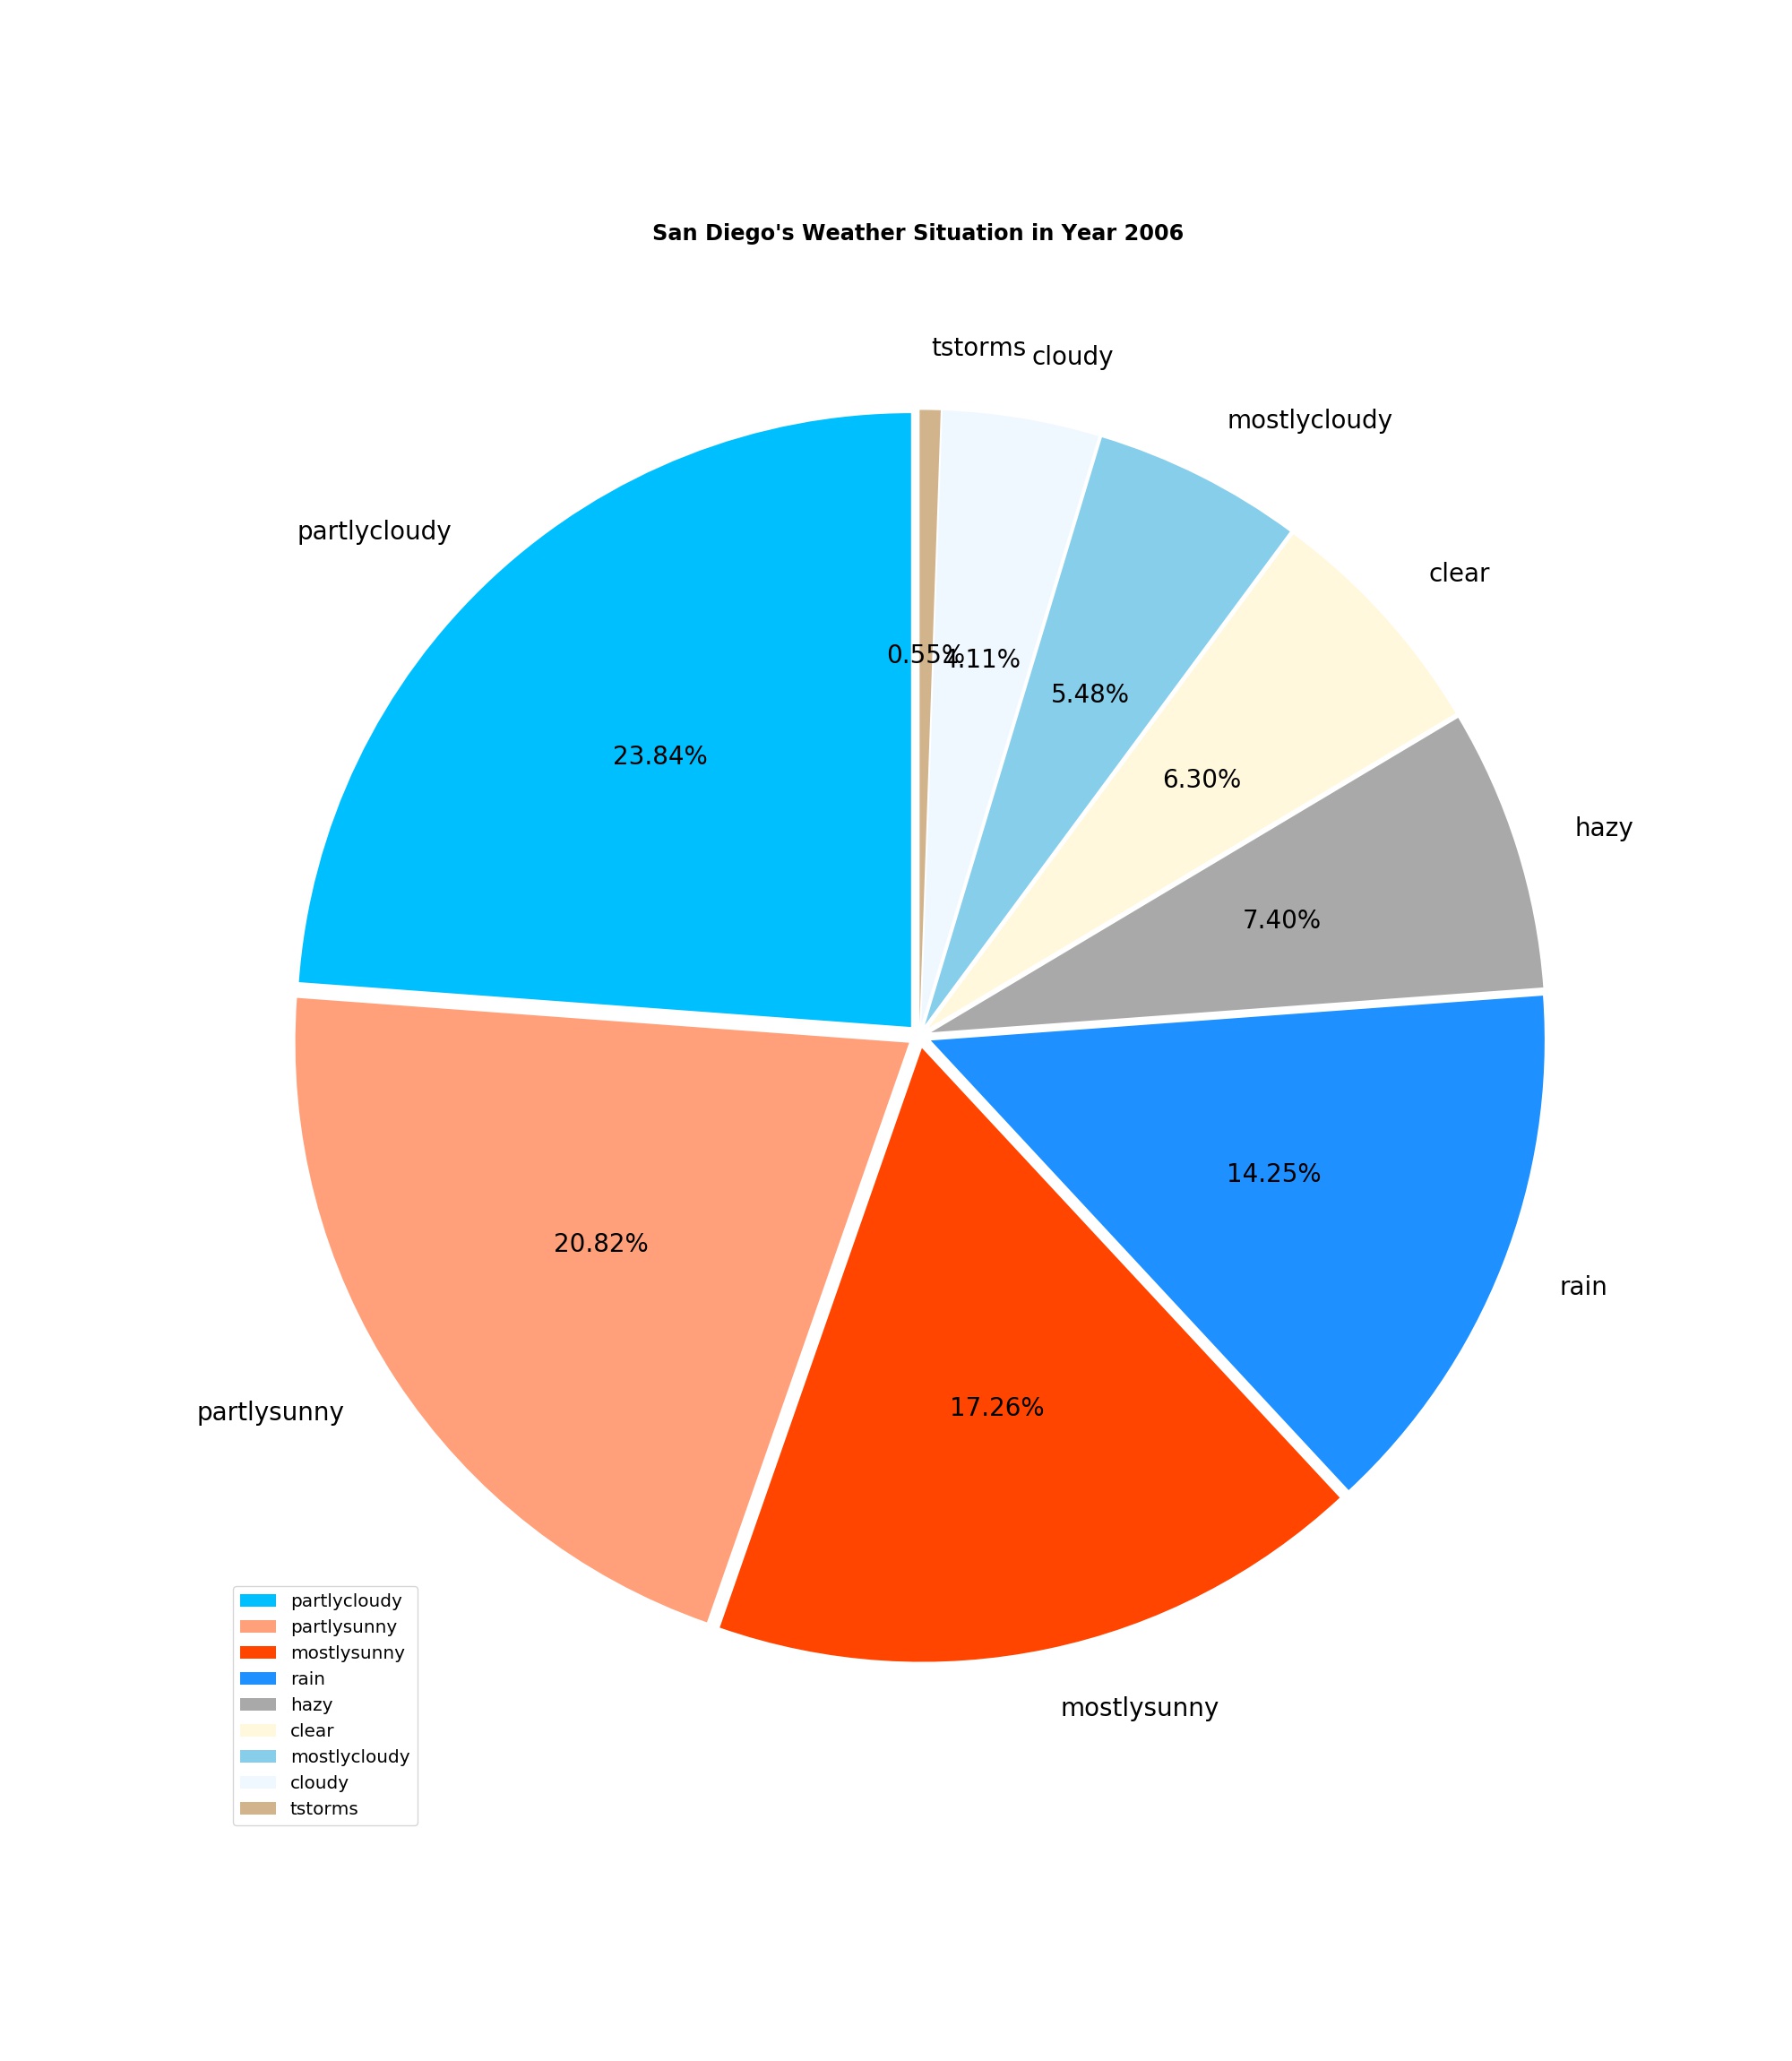 San Diego's Weather Situation in Year 2006
tstorms
cloudy
mostlycloudy
partlycloudy
clear
0.55%
4.11%
5.48%
23.84%
6.30%
hazy
7.40%
14.25%
20.82%
rain
17.26%
partlysunny
mostlysunny
partlycloudy
partlysunny
mostlysunny
rain
hazy
clear
mostlycloudy
cloudy
tstorms